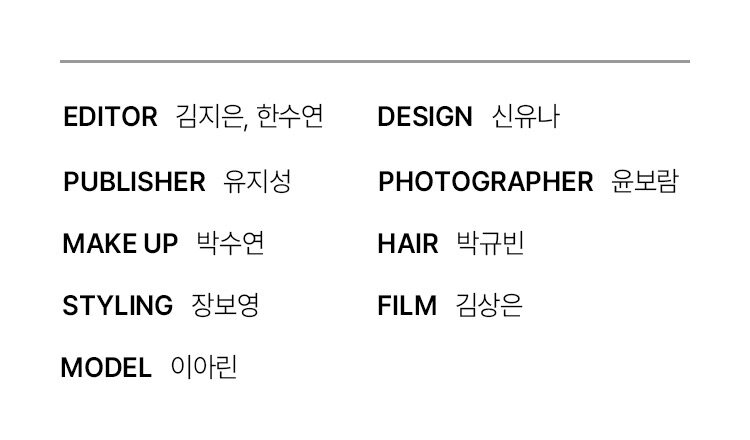 EDITOR 김지은, 한수연 DESIGN 신유나
PUBLISHER 유지성 PHOTOGRAPHER 윤보람
MAKE UP 박수연 HAIR 박규빈
STYLING 장보영 FILM 김상은
MODEL 이아린